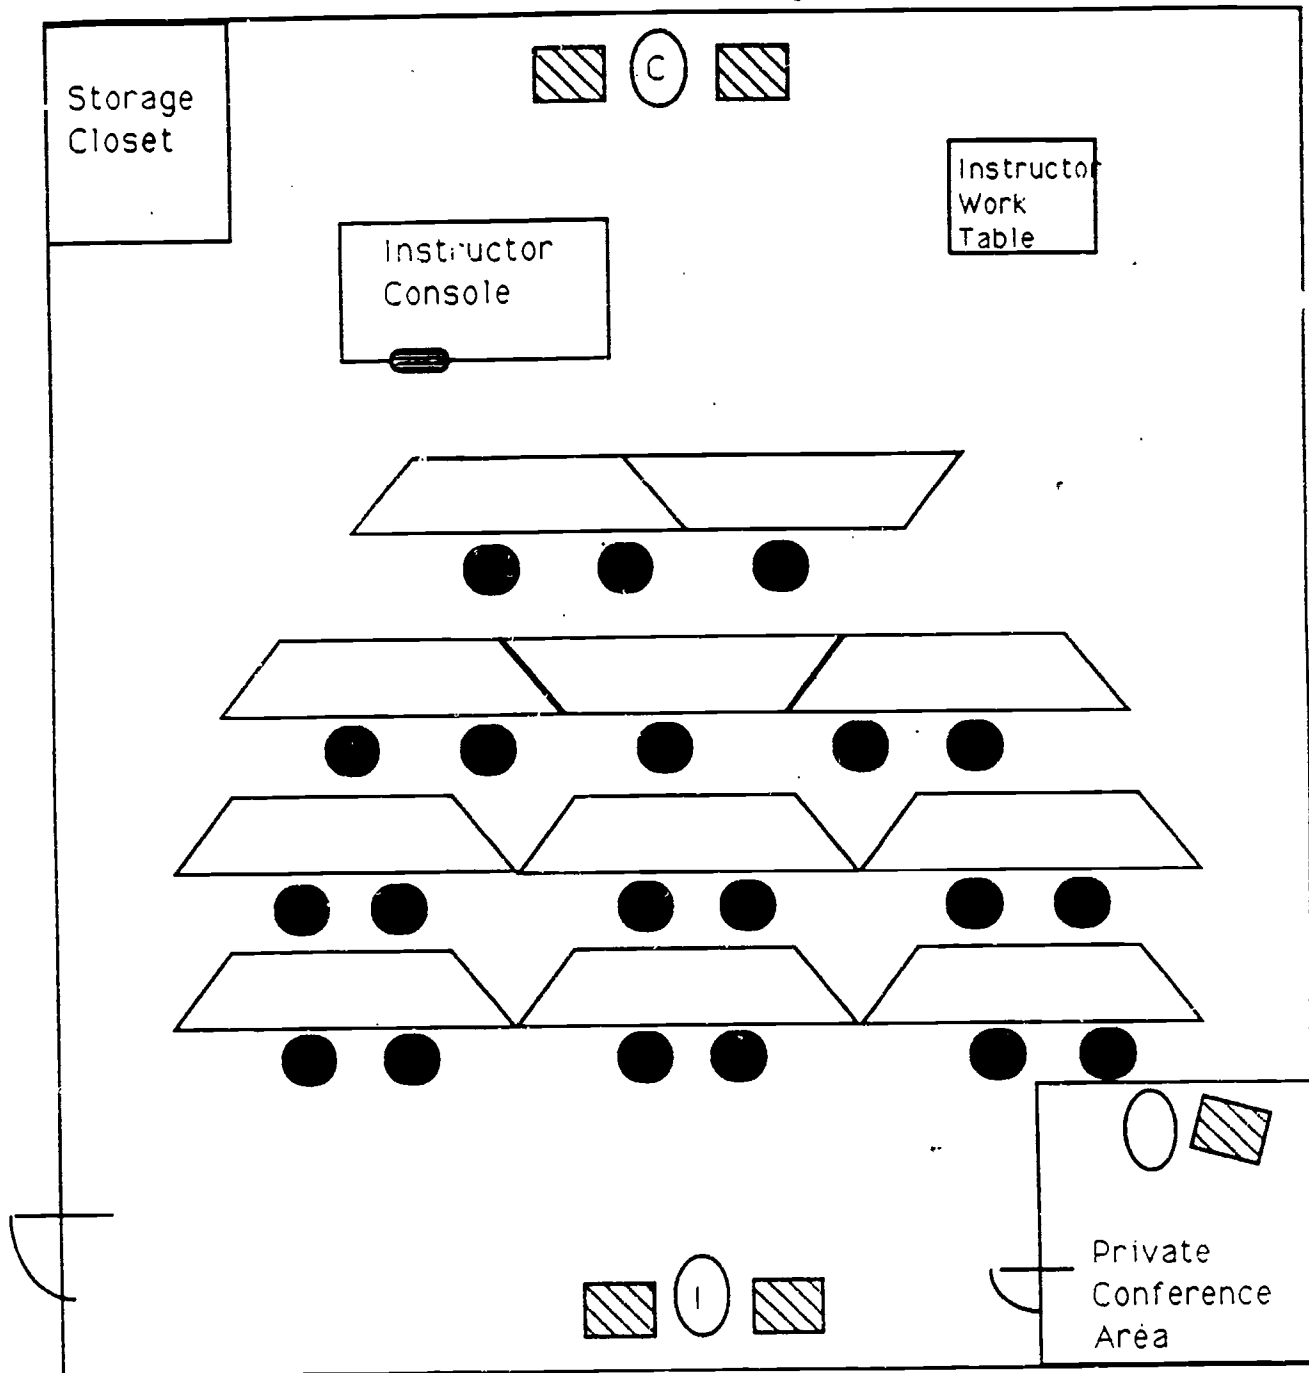 C
Storage
Closet
Instructor
Work
Table
Instructor
Console
I
Private
Conference
Area